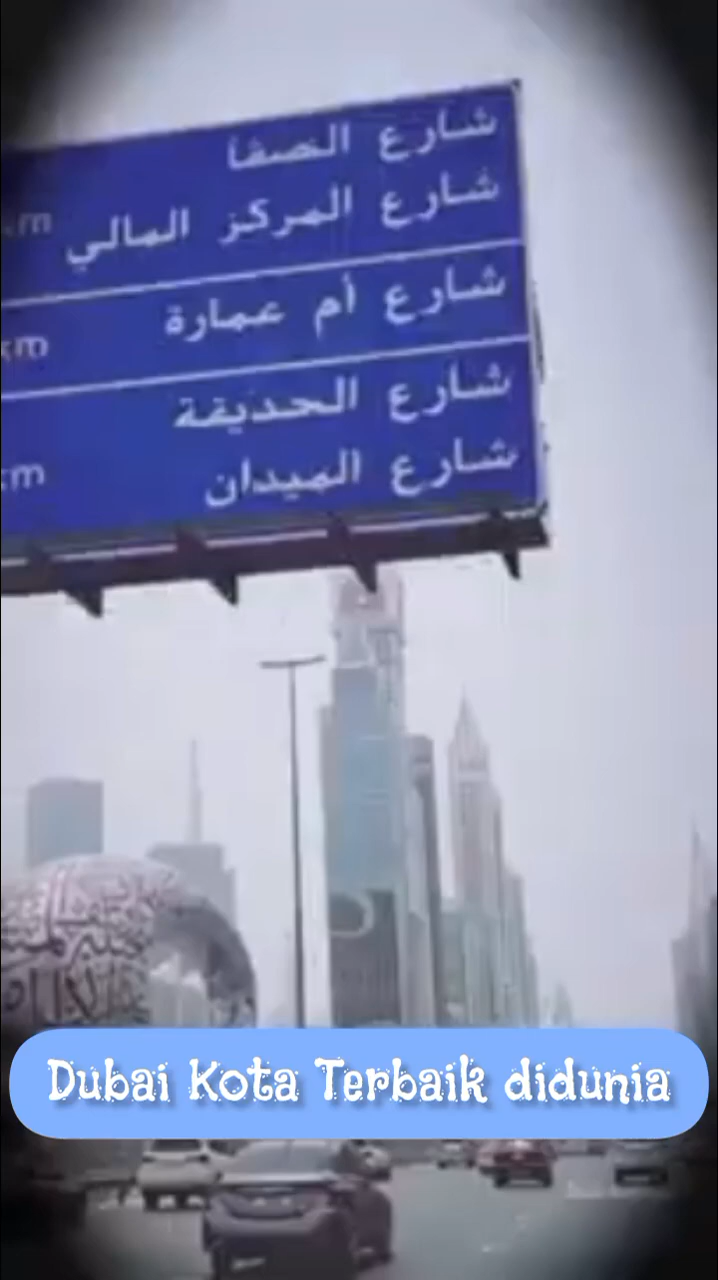 شارع الصفا
شارع المركز المالي
km
شارع أم عمارة
km
شارع الحديقة
شارع الميدان
km
Dubai Kota Terbaik didunia